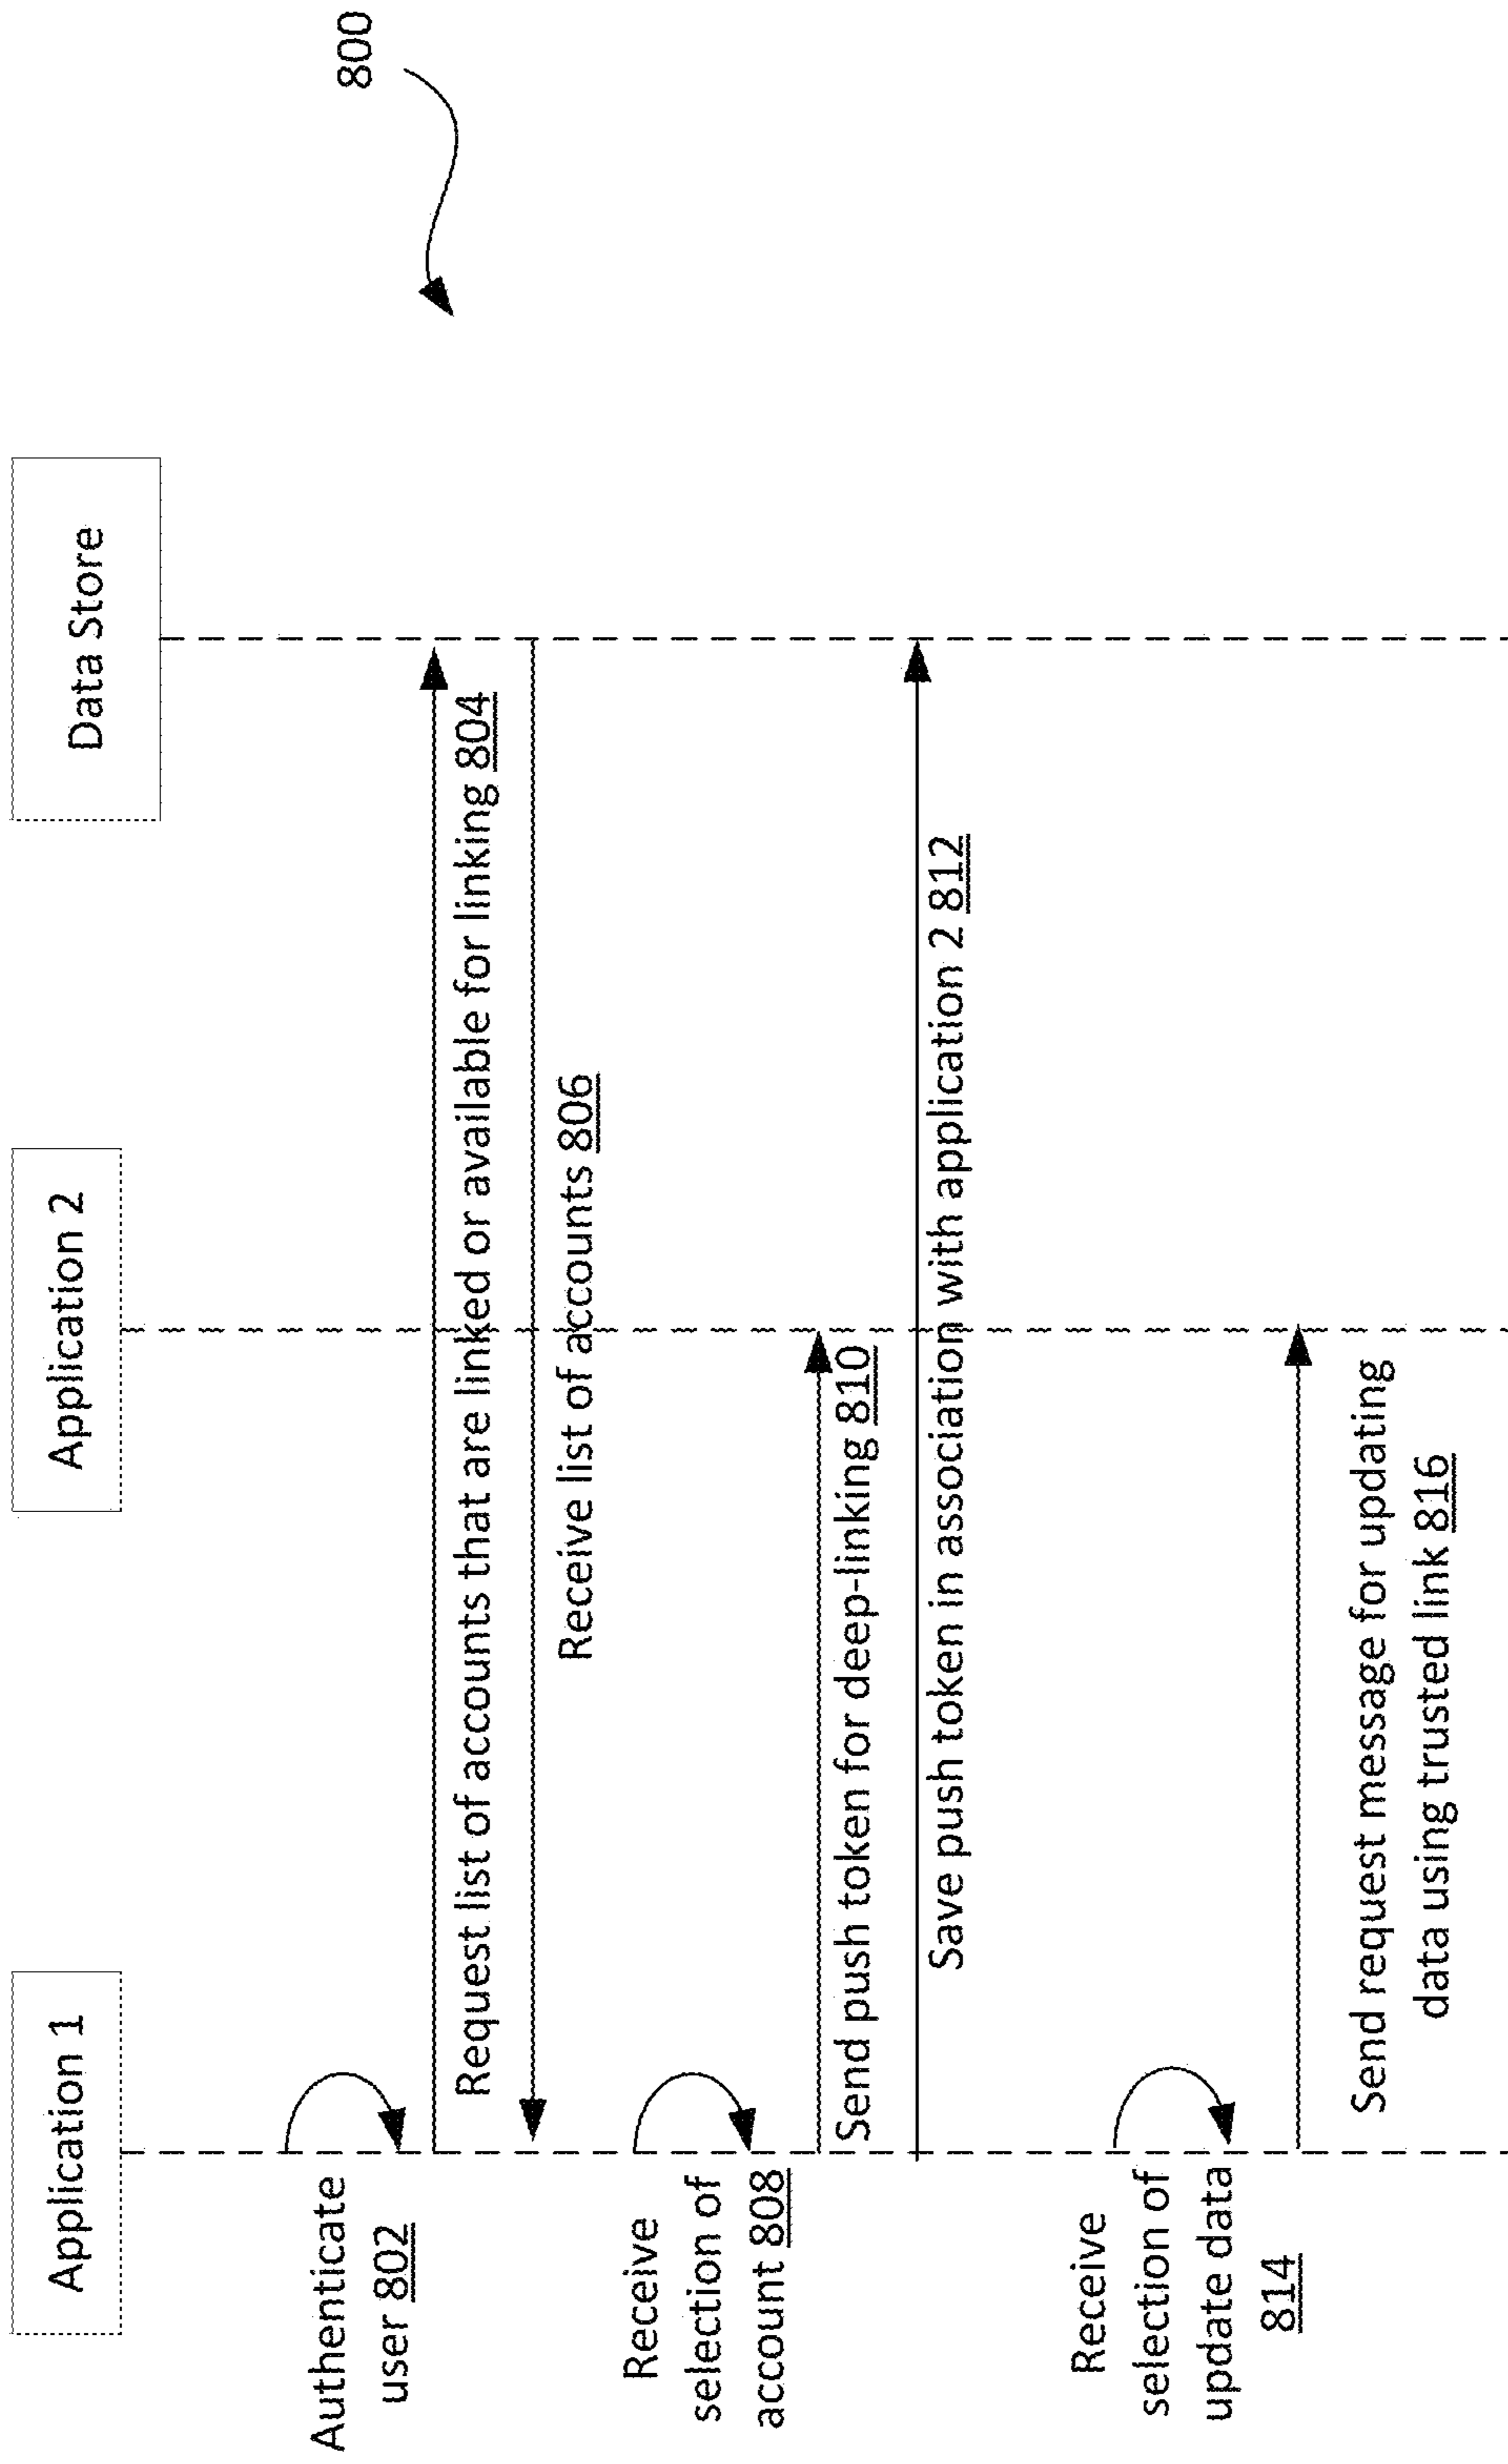 Application 1
Application 2
Data Store
800
Authenticate
user 802
Request list of accounts that are linked or available for linking 804
Receive list of accounts 806
Receive
selection of
account 808
Send push token for deep-linking 810
Save push token in association with application 2 812
Receive
selection of
update data
814
Send request message for updating
data using trusted link 816